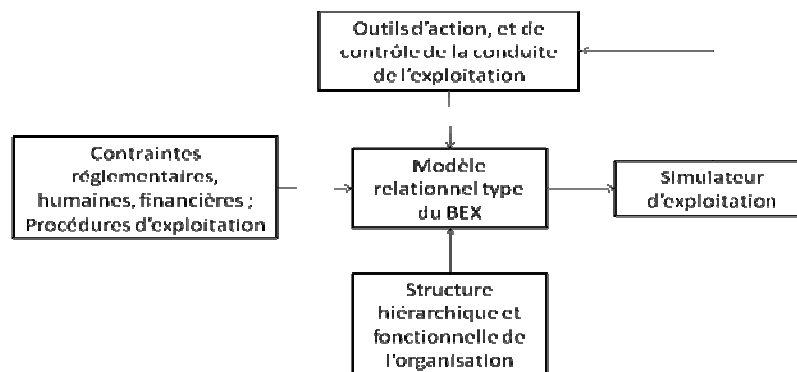 Outils d'action, et de
contrôle de la conduite
de l'exploitation
Contraintes
réglementaires,
humaines, financières ;
Procédures d'exploitation
Modèle
relationnel type
du BEX
Simulateur
d'exploitation
Structure
hiérarchique et
fonctionnelle de
l'organisation